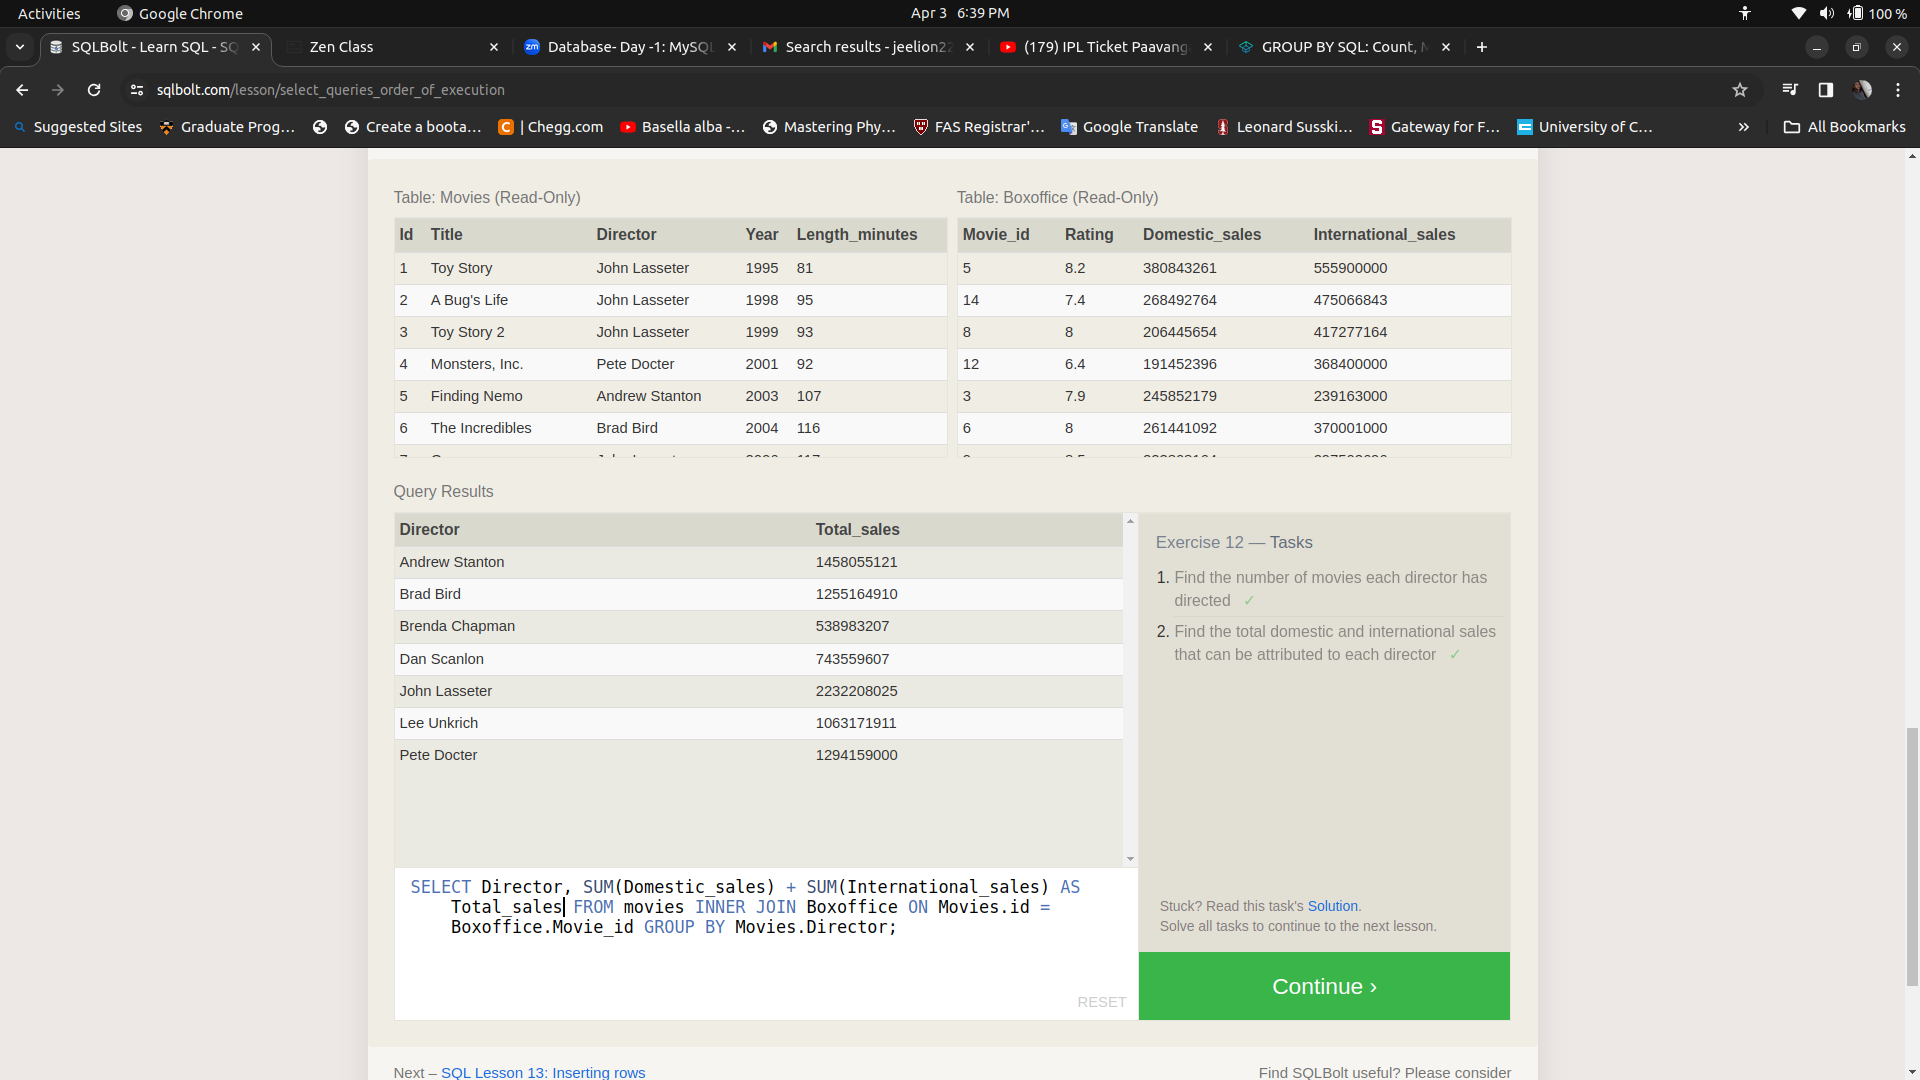 Activities
Google Chrome
Apr 3 6:39 PM
100 %
SQLBolt - Learn SQL - SQ
Zen Class
zm Database- Day -1: MySQL
Search results - jeelion22
(179) IPL Ticket Paavang
GROUP BY SQL: Count,
sqlbolt.com/lesson/select_queries_order_of_execution
Suggested Sites
Graduate Prog...
Create a boota...
| Chegg.com
Basella alba -...
Mastering Phy...
FAS Registrar'...
Google Translate
Leonard Susski...
Gateway for F...
University of C...
All Bookmarks
Table: Movies (Read-Only)
Id Title Director Year Length_minutes
1 Toy Story John Lasseter 1995 81
2 A Bug's Life John Lasseter 1998 95
3 Toy Story 2 John Lasseter 1999 93
4 Monsters, Inc. Pete Docter 2001 92
5 Finding Nemo Andrew Stanton 2003 107
6 The Incredibles Brad Bird 2004 116
Table: Boxoffice (Read-Only)
Movie_id Rating Domestic_sales International_sales
5 8.2 380843261 555900000
14 7.4 268492764 475066843
8 8 206445654 417277164
12 6.4 191452396 368400000
3 7.9 245852179 239163000
6 8 261441092 370001000
Query Results
Director Total_sales
Andrew Stanton 1458055121
Brad Bird 1255164910
Brenda Chapman 538983207
Dan Scanlon 743559607
John Lasseter 2232208025
Lee Unkrich 1063171911
Pete Docter 1294159000
Exercise 12 — Tasks
1. Find the number of movies each director has
directed ✓
2. Find the total domestic and international sales
that can be attributed to each director ✓
SELECT Director, SUM(Domestic_sales) + SUM(International_sales) AS
Total_sales FROM movies INNER JOIN Boxoffice ON Movies.id =
Boxoffice.Movie_id GROUP BY Movies.Director;
RESET
Stuck? Read this task's Solution.
Solve all tasks to continue to the next lesson.
Continue ›
Next – SQL Lesson 13: Inserting rows
Find SQLBolt useful? Please consider